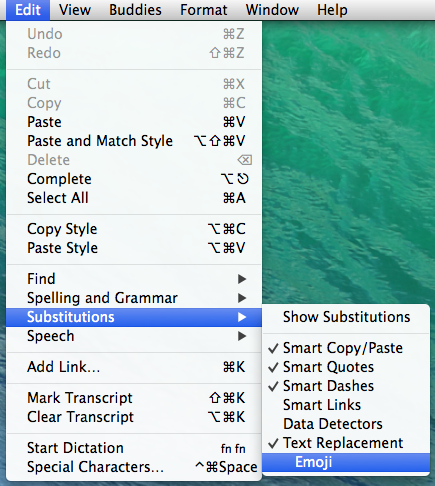 Edit View Buddies Format Window Help
Undo ⌘Z
Redo ⇧⌘Z
Cut ⌘X
Copy ⌘C
Paste ⌘V
Paste and Match Style ⌥⇧⌘V
Delete ⌫
Complete ⌥⎋
Select All ⌘A
Copy Style ⌥⌘C
Paste Style ⌥⌘V
Find ▶
Spelling and Grammar ▶
Substitutions ▶
Speech ▶
Add Link... ⌘K
Mark Transcript ⇧⌘K
Clear Transcript ⌥⌘K
Start Dictation fn fn
Special Characters... ^⌘Space
Show Substitutions
✓ Smart Copy/Paste
✓ Smart Quotes
✓ Smart Dashes
Smart Links
Data Detectors
✓ Text Replacement
Emoji